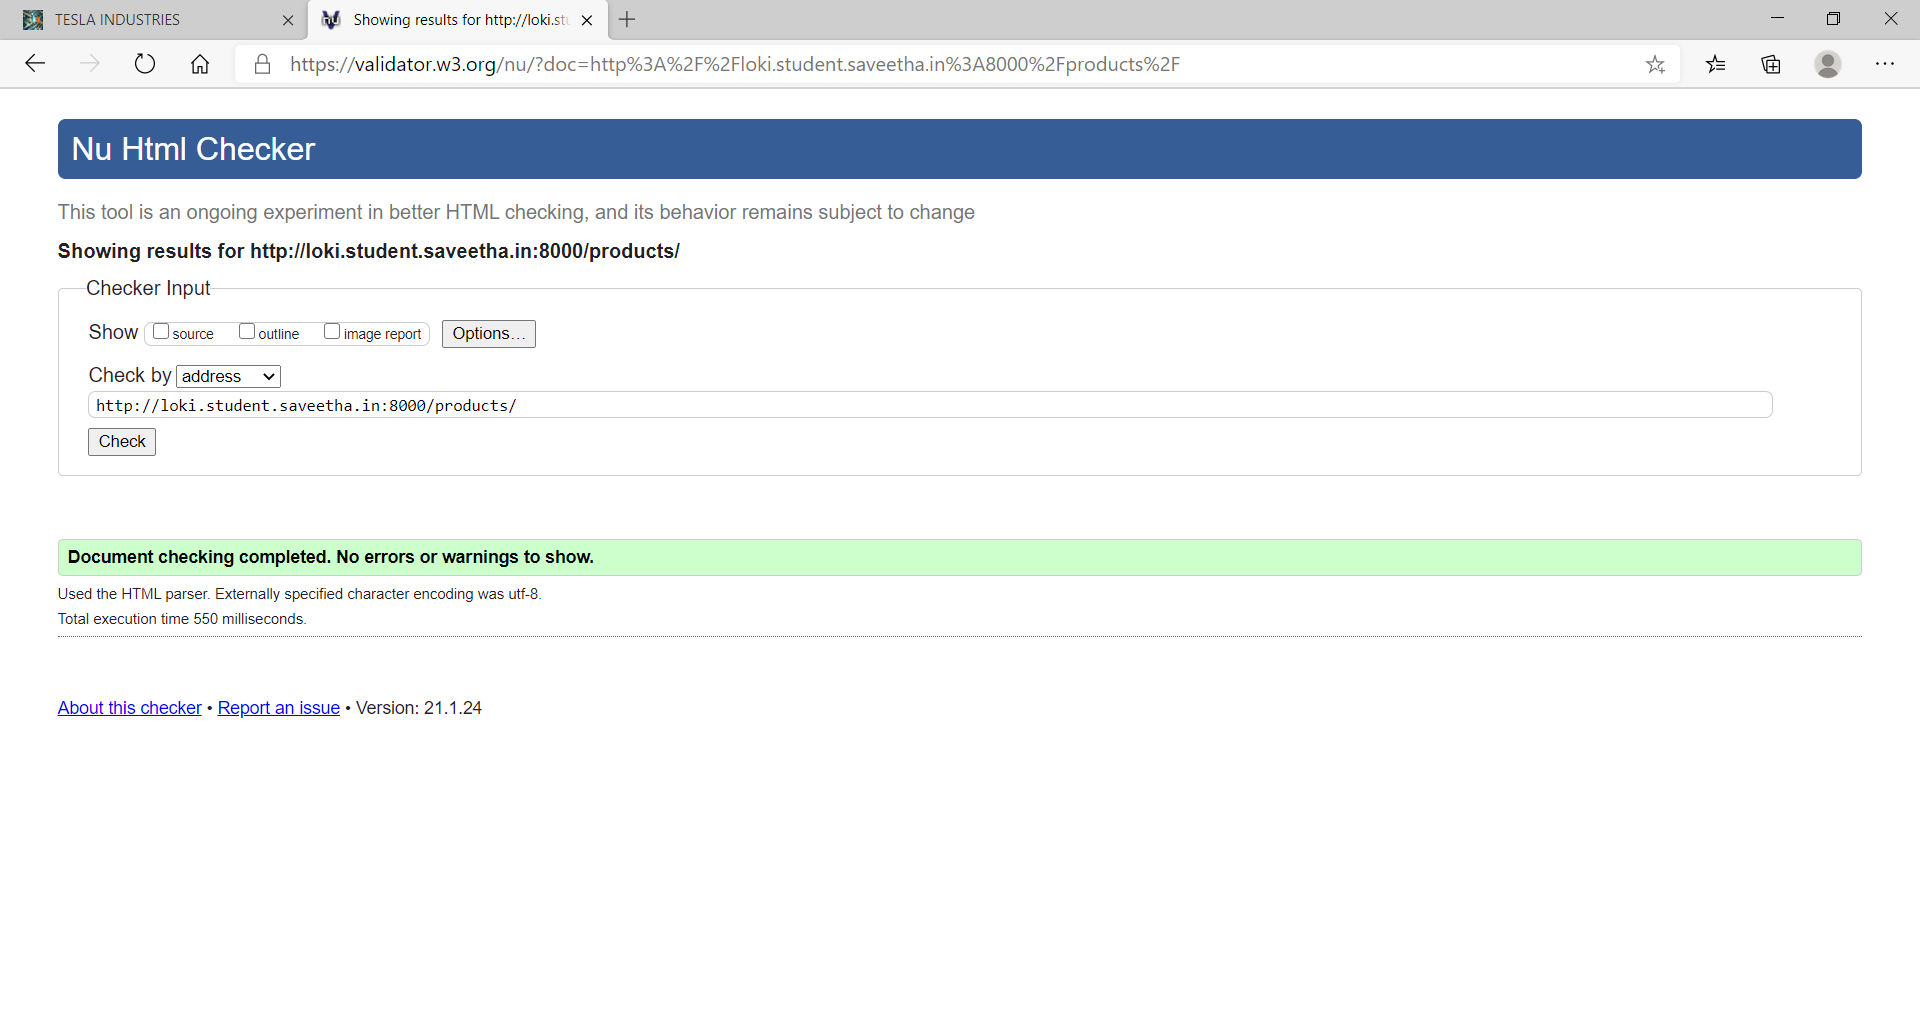 TESLA INDUSTRIES
Showing results for http://loki.st
https://validator.w3.org/nu/?doc=http%3A%2F%2Floki.student.saveetha.in%3A8000%2Fproducts%2F
Nu Html Checker
This tool is an ongoing experiment in better HTML checking, and its behavior remains subject to change
Showing results for http://loki.student.saveetha.in:8000/products/
Checker Input
Show source outline image report Options…
Check by address
http://loki.student.saveetha.in:8000/products/
Check
Document checking completed. No errors or warnings to show.
Used the HTML parser. Externally specified character encoding was utf-8.
Total execution time 550 milliseconds.
About this checker • Report an issue • Version: 21.1.24